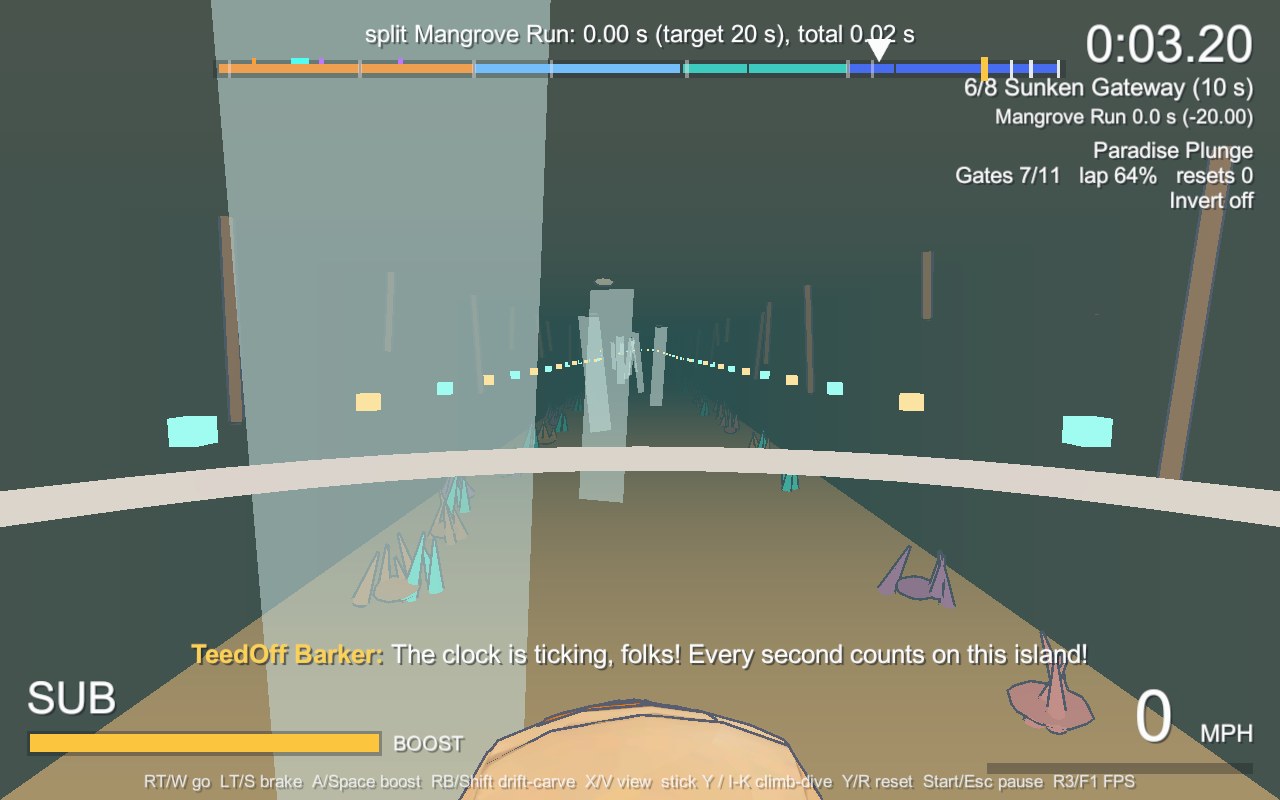 split Mangrove Run: 0.00 s (target 20 s), total 0.02 s
0:03.20
6/8 Sunken Gateway (10 s)
Mangrove Run 0.0 s (-20.00)
Paradise Plunge
Gates 7/11 lap 64% resets 0
Invert off
TeedOff Barker: The clock is ticking, folks! Every second counts on this island!
SUB
BOOST
0 MPH
RT/W go LT/S brake A/Space boost RB/Shift drift-carve X/V view stick Y / I-K climb-dive Y/R reset Start/Esc pause R3/F1 FPS